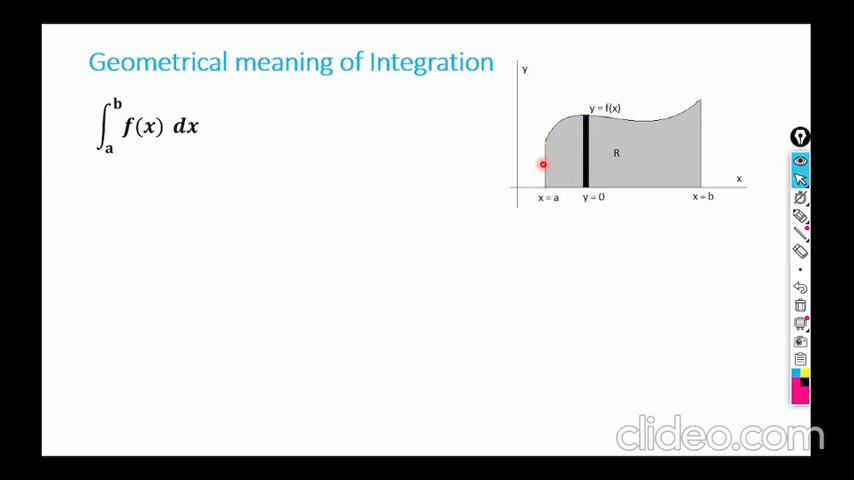 Geometrical meaning of Integration
∫ₐᵇ f(x) dx
y
y = f(x)
R
x
x = a
y = 0
x = b
clideo.com